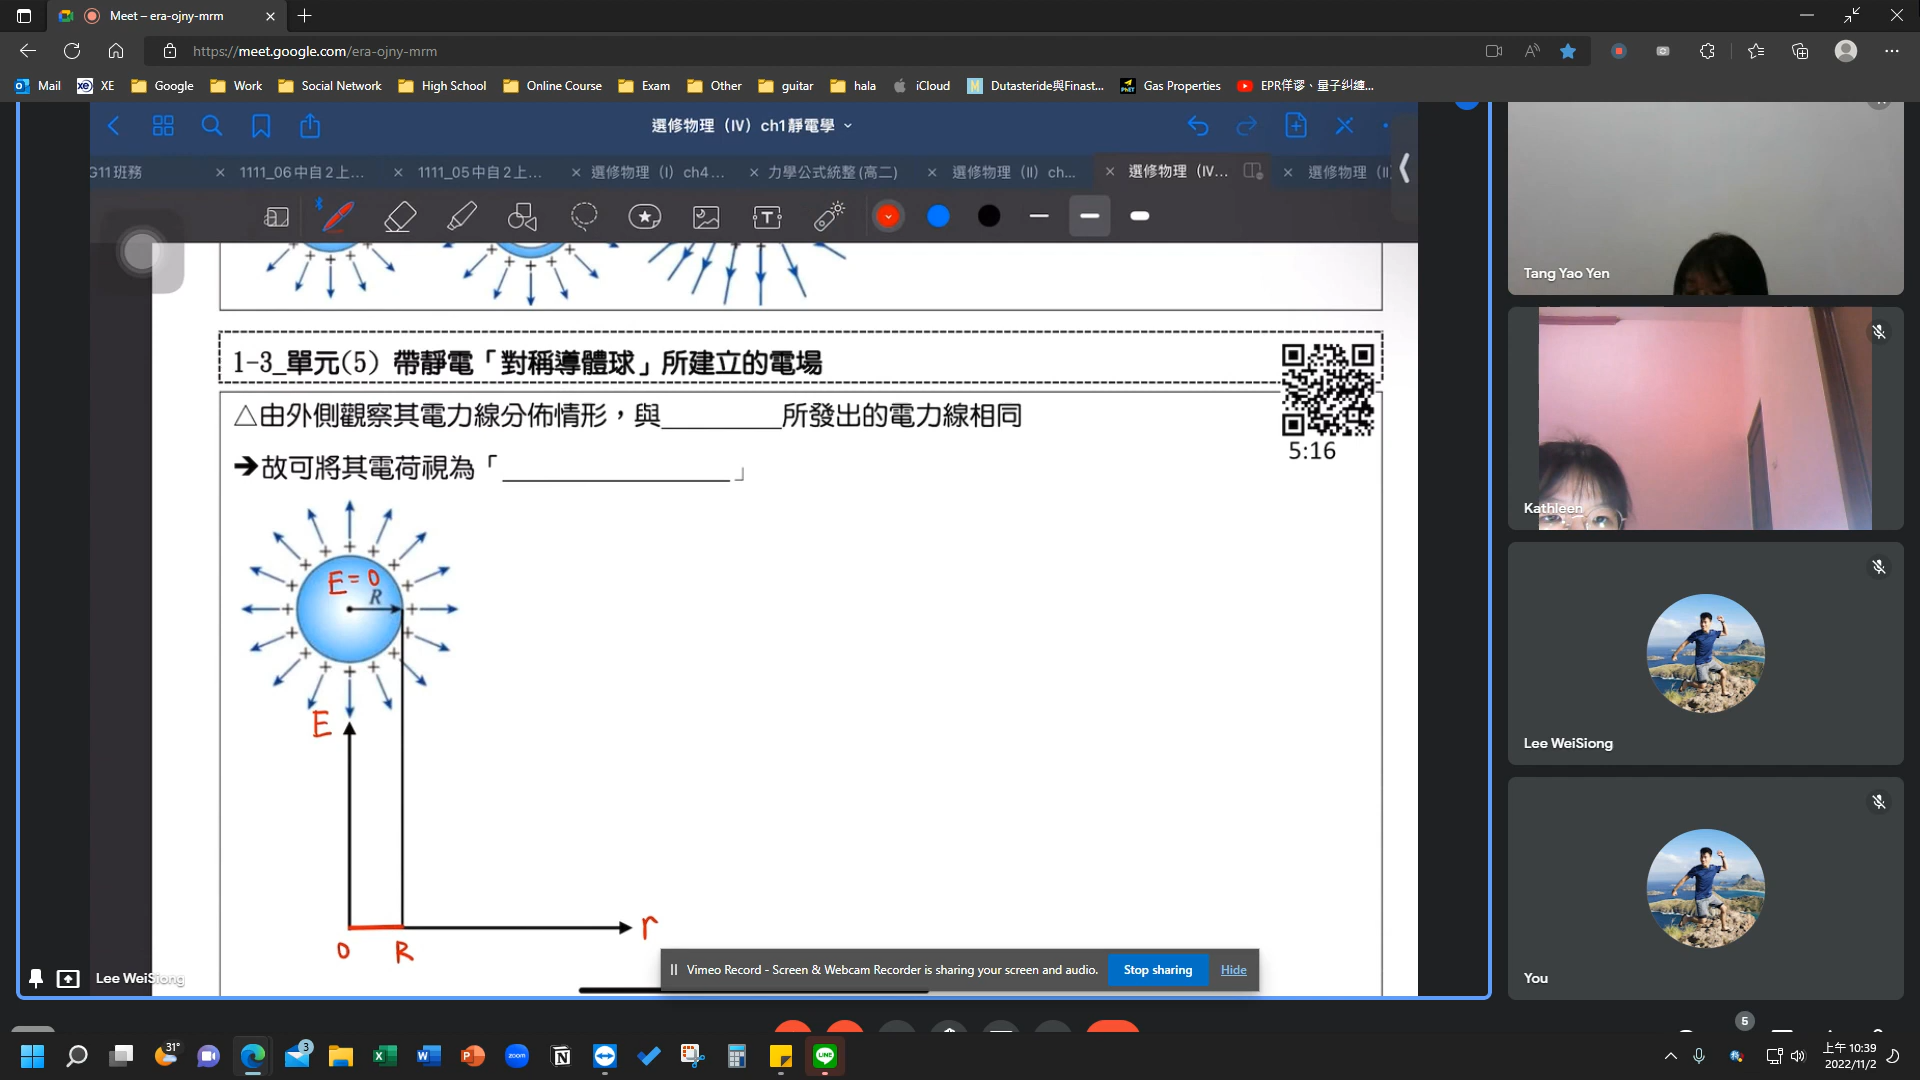 Meet – era-ojny-mrm
https://meet.google.com/era-ojny-mrm
Mail XE Google Work Social Network High School Online Course Exam Other guitar hala iCloud Dutasteride與Finast... Gas Properties EPR佯谬、量子糾纏...
選修物理（IV）ch1靜電學
G11班務 1111_06中自2上... 1111_05中自2上... 選修物理（I）ch4... 力學公式統整(高二) 選修物理（II）ch... 選修物理（IV... 選修物理（II）
1-3_單元(5) 帶靜電「對稱導體球」所建立的電場
△由外側觀察其電力線分佈情形，與________所發出的電力線相同
5:16
➔故可將其電荷視為「________________」
E=0
R
E
r
0 R
Vimeo Record - Screen & Webcam Recorder is sharing your screen and audio. Stop sharing Hide
Lee WeiSiong
Tang Yao Yen
Kathleen
Lee WeiSiong
You
5
31°
3
zoom
LINE
上午 10:39
2022/11/2